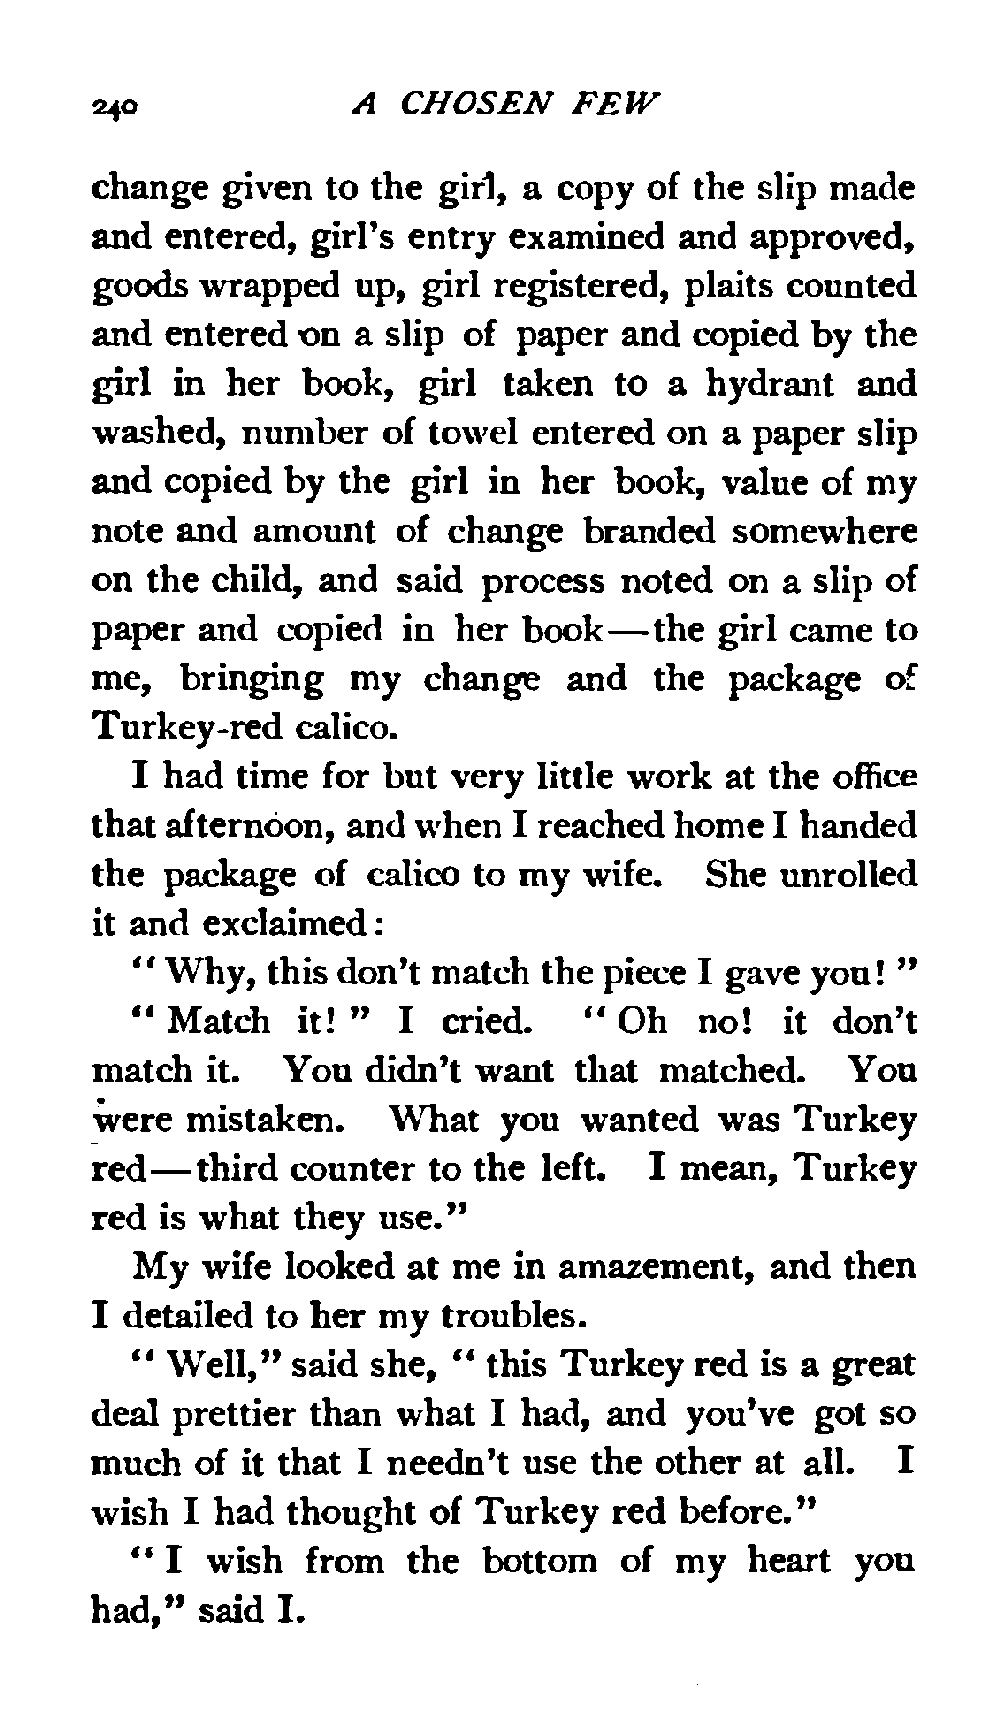 240 A CHOSEN FEW
change given to the girl, a copy of the slip made
and entered, girl's entry examined and approved,
goods wrapped up, girl registered, plaits counted
and entered on a slip of paper and copied by the
girl in her book, girl taken to a hydrant and
washed, number of towel entered on a paper slip
and copied by the girl in her book, value of my
note and amount of change branded somewhere
on the child, and said process noted on a slip of
paper and copied in her book—the girl came to
me, bringing my change and the package of
Turkey-red calico.
I had time for but very little work at the office
that afternoon, and when I reached home I handed
the package of calico to my wife. She unrolled
it and exclaimed:
"Why, this don't match the piece I gave you!"
"Match it!" I cried. "Oh no! it don't
match it. You didn't want that matched. You
were mistaken. What you wanted was Turkey
red—third counter to the left. I mean, Turkey
red is what they use."
My wife looked at me in amazement, and then
I detailed to her my troubles.
"Well," said she, "this Turkey red is a great
deal prettier than what I had, and you've got so
much of it that I needn't use the other at all. I
wish I had thought of Turkey red before."
"I wish from the bottom of my heart you
had," said I.